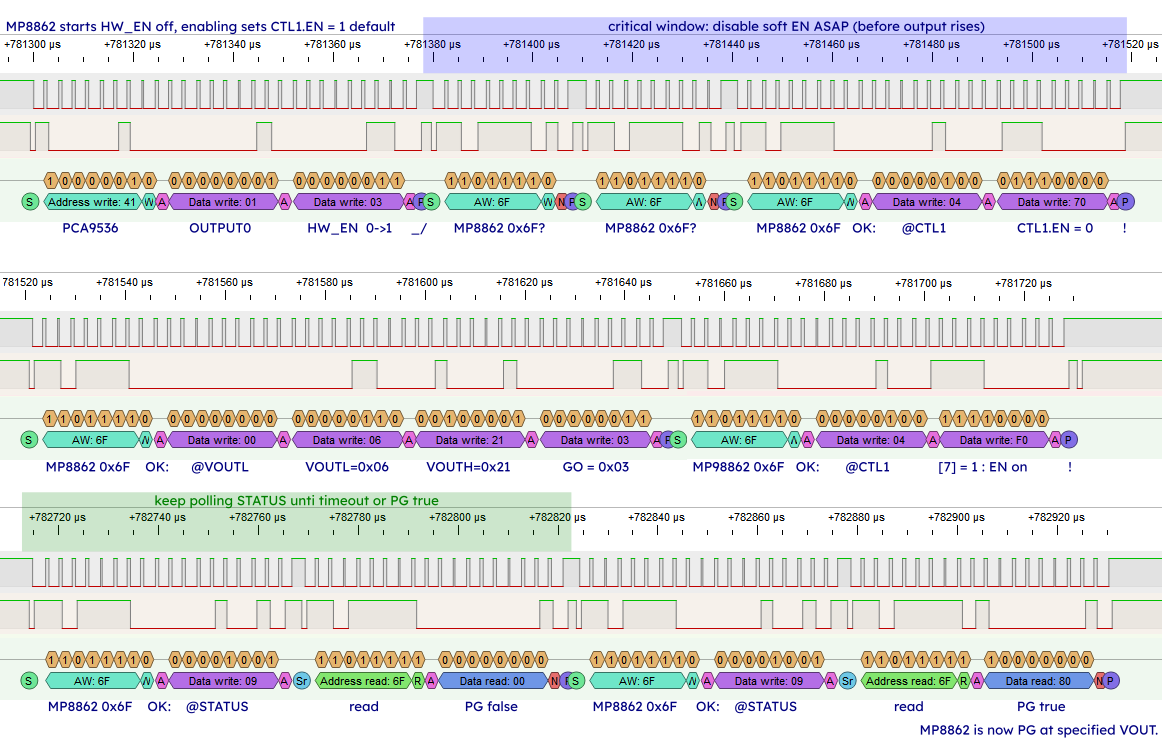 MP8862 starts HW_EN off, enabling sets CTL1.EN = 1 default critical window: disable soft EN ASAP (before output rises)
+781300 µs +781320 µs +781340 µs +781360 µs +781380 µs +781400 µs +781420 µs +781440 µs +781460 µs +781480 µs +781500 µs +781520 µs
1 0 0 0 0 0 1 0 0 0 0 0 0 0 0 1 0 0 0 0 0 0 1 1 1 1 0 1 1 1 1 0 1 1 0 1 1 1 1 0 1 1 0 1 1 1 1 0 0 0 0 0 0 1 0 0 0 1 1 1 0 0 0 0
S Address write: 41 W A Data write: 01 A Data write: 03 A P S AW: 6F W N P S AW: 6F W N P S AW: 6F W A Data write: 04 A Data write: 70 A P
PCA9536 OUTPUT0 HW_EN 0->1 _/ MP8862 0x6F? MP8862 0x6F? MP8862 0x6F OK: @CTL1 CTL1.EN = 0 !
781520 µs +781540 µs +781560 µs +781580 µs +781600 µs +781620 µs +781640 µs +781660 µs +781680 µs +781700 µs +781720 µs
1 1 0 1 1 1 1 0 0 0 0 0 0 0 0 0 0 0 0 0 0 1 1 0 0 0 1 0 0 0 0 1 0 0 0 0 0 0 1 1 1 1 0 1 1 1 1 0 0 0 0 0 0 1 0 0 1 1 1 1 0 0 0 0
S AW: 6F W A Data write: 00 A Data write: 06 A Data write: 21 A Data write: 03 A P S AW: 6F W A Data write: 04 A Data write: F0 A P
MP8862 0x6F OK: @VOUTL VOUTL=0x06 VOUTH=0x21 GO = 0x03 MP98862 0x6F OK: @CTL1 [7] = 1 : EN on !
keep polling STATUS unti timeout or PG true
+782720 µs +782740 µs +782760 µs +782780 µs +782800 µs +782820 µs +782840 µs +782860 µs +782880 µs +782900 µs +782920 µs
1 1 0 1 1 1 1 0 0 0 0 0 1 0 0 1 1 1 0 1 1 1 1 1 0 0 0 0 0 0 0 0 1 1 0 1 1 1 1 0 0 0 0 0 1 0 0 1 1 1 0 1 1 1 1 1 1 0 0 0 0 0 0 0
S AW: 6F W A Data write: 09 A Sr Address read: 6F R A Data read: 00 N P S AW: 6F W A Data write: 09 A Sr Address read: 6F R A Data read: 80 N P
MP8862 0x6F OK: @STATUS read PG false MP8862 0x6F OK: @STATUS read PG true
MP8862 is now PG at specified VOUT.